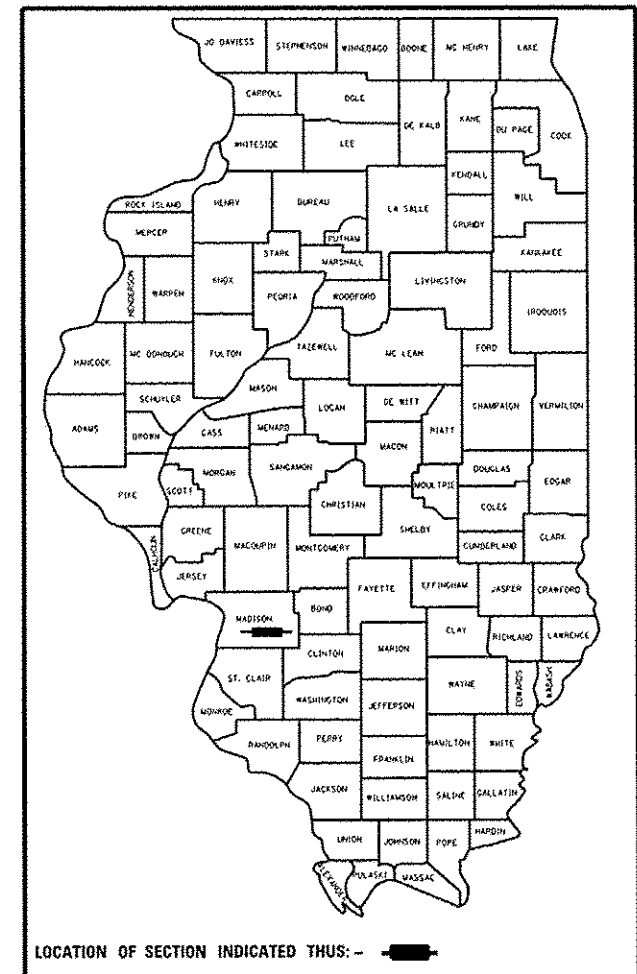 JO DAVIESS STEPHENSON WINNEBAGO BOONE MC HENRY LAKE
CARROLL OGLE DE KALB KANE DU PAGE COOK
WHITESIDE LEE KENDALL WILL
ROCK ISLAND HENRY BUREAU LA SALLE GRUNDY
MERCER PUTNAM KANKAKEE
HENDERSON WARREN KNOX STARK MARSHALL LIVINGSTON
PEORIA WOODFORD IROQUOIS
HANCOCK MC DONOUGH FULTON TAZEWELL MC LEAN FORD
SCHUYLER MASON LOGAN DE WITT CHAMPAIGN VERMILION
ADAMS BROWN CASS MENARD MACON PIATT
PIKE SCOTT MORGAN SANGAMON MOULTRIE DOUGLAS EDGAR
CHRISTIAN COLES
GREENE MACOUPIN MONTGOMERY SHELBY CUMBERLAND CLARK
CALHOUN JERSEY FAYETTE EFFINGHAM JASPER CRAWFORD
MADISON BOND CLAY RICHLAND LAWRENCE
CLINTON MARION
ST. CLAIR WAYNE EDWARDS WABASH
MONROE WASHINGTON JEFFERSON
RANDOLPH PERRY HAMILTON WHITE
FRANKLIN
JACKSON WILLIAMSON SALINE GALLATIN
UNION JOHNSON POPE HARDIN
ALEXANDER PULASKI MASSAC
LOCATION OF SECTION INDICATED THUS: -